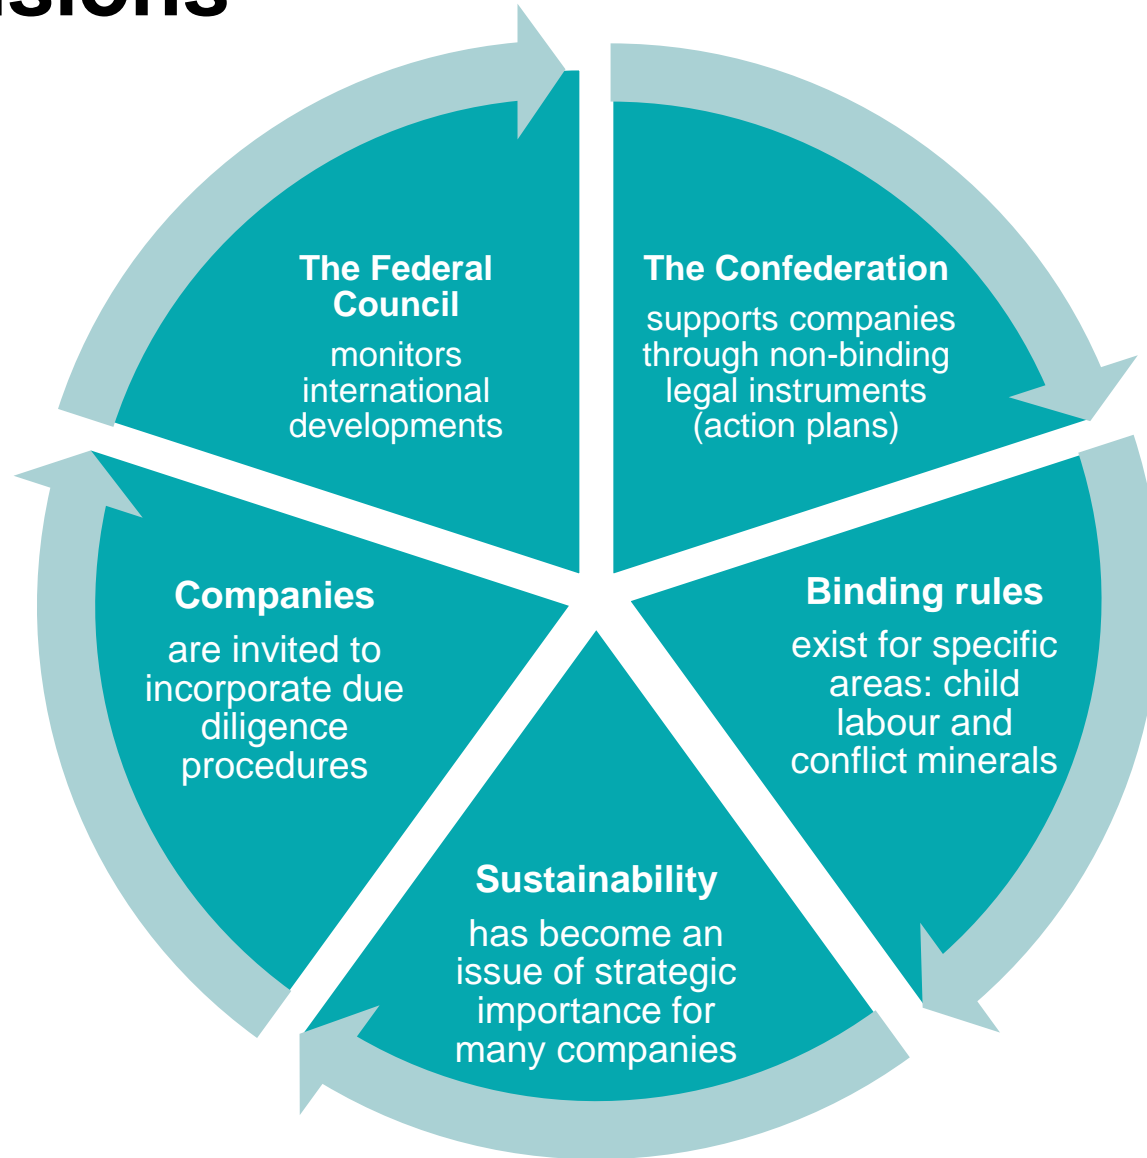 The Federal
Council
monitors
international
developments
The Confederation
supports companies
through non-binding
legal instruments
(action plans)
Binding rules
exist for specific
areas: child
labour and
conflict minerals
Sustainability
has become an
issue of strategic
importance for
many companies
Companies
are invited to
incorporate due
diligence
procedures